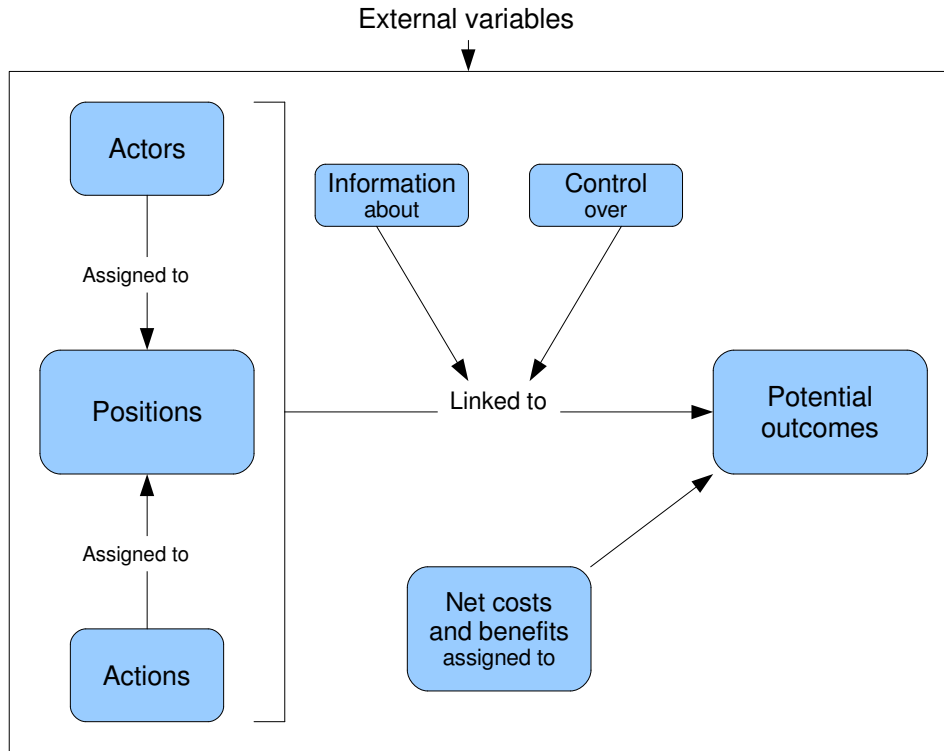 External variables
Actors
Information
about
Control
over
Assigned to
Positions
Linked to
Potential
outcomes
Assigned to
Net costs
and benefits
assigned to
Actions